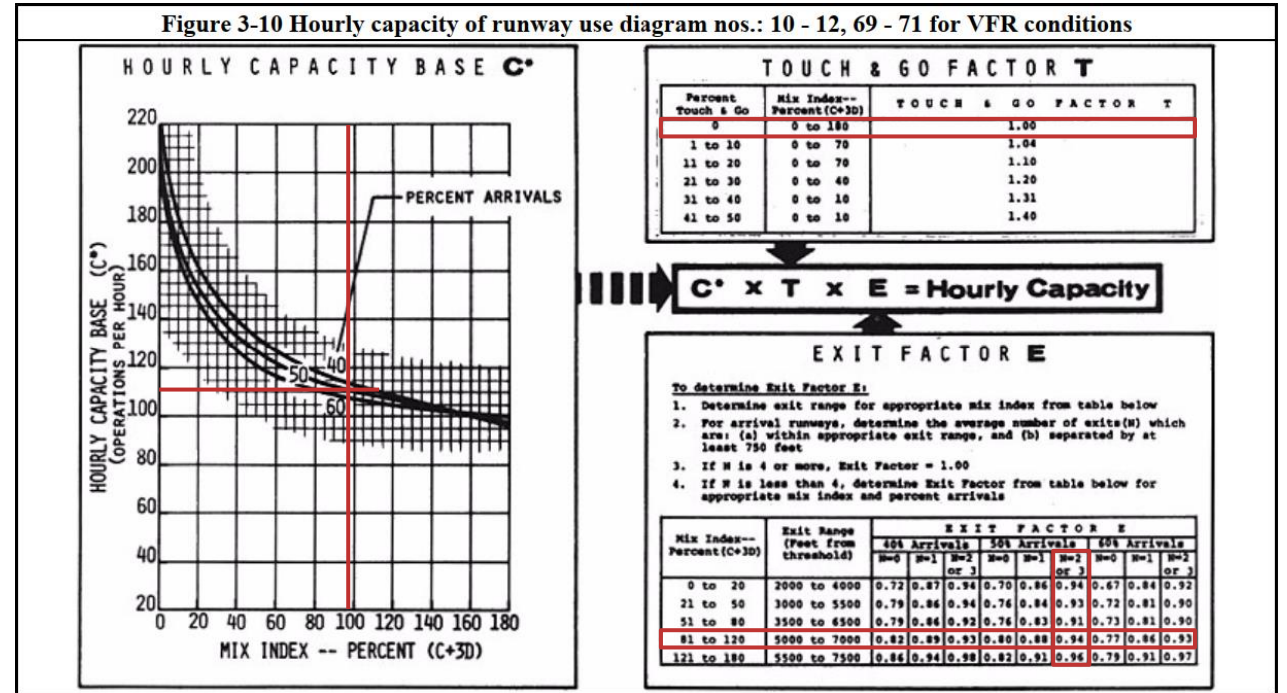 Figure 3-10 Hourly capacity of runway use diagram nos.: 10 - 12, 69 - 71 for VFR conditions
HOURLY CAPACITY BASE C*
220
200
180
160
140
120
100
80
60
40
20
0 20 40 60 80 100 120 140 160 180
HOURLY CAPACITY BASE (C*)
(OPERATIONS PER HOUR)
MIX INDEX -- PERCENT (C+3D)
PERCENT ARRIVALS
40
50
60
TOUCH & GO FACTOR T
Percent Touch & Go Mix Index-- Percent(C+3D) TOUCH & GO FACTOR T
0 0 to 180 1.00
1 to 10 0 to 70 1.04
11 to 20 0 to 70 1.10
21 to 30 0 to 40 1.20
31 to 40 0 to 10 1.31
41 to 50 0 to 10 1.40
C* x T x E = Hourly Capacity
EXIT FACTOR E
To determine Exit Factor E:
1. Determine exit range for appropriate mix index from table below
2. For arrival runways, determine the average number of exits(N) which
are: (a) within appropriate exit range, and (b) separated by at
least 750 feet
3. If N is 4 or more, Exit Factor = 1.00
4. If N is less than 4, determine Exit Factor from table below for
appropriate mix index and percent arrivals
Mix Index-- Percent(C+3D) Exit Range (Feet from threshold) EXIT FACTOR E
40% Arrivals 50% Arrivals 60% Arrivals
N=0 N=1 N=2 or 3 N=0 N=1 N=2 or 3 N=0 N=1 N=2 or 3
0 to 20 2000 to 4000 0.72 0.87 0.94 0.70 0.86 0.94 0.67 0.84 0.92
21 to 50 3000 to 5500 0.79 0.86 0.94 0.76 0.84 0.93 0.72 0.81 0.90
51 to 80 3500 to 6500 0.79 0.86 0.92 0.76 0.83 0.91 0.73 0.81 0.90
81 to 120 5000 to 7000 0.82 0.89 0.93 0.80 0.88 0.94 0.77 0.86 0.93
121 to 180 5500 to 7500 0.86 0.94 0.98 0.82 0.91 0.96 0.79 0.91 0.97